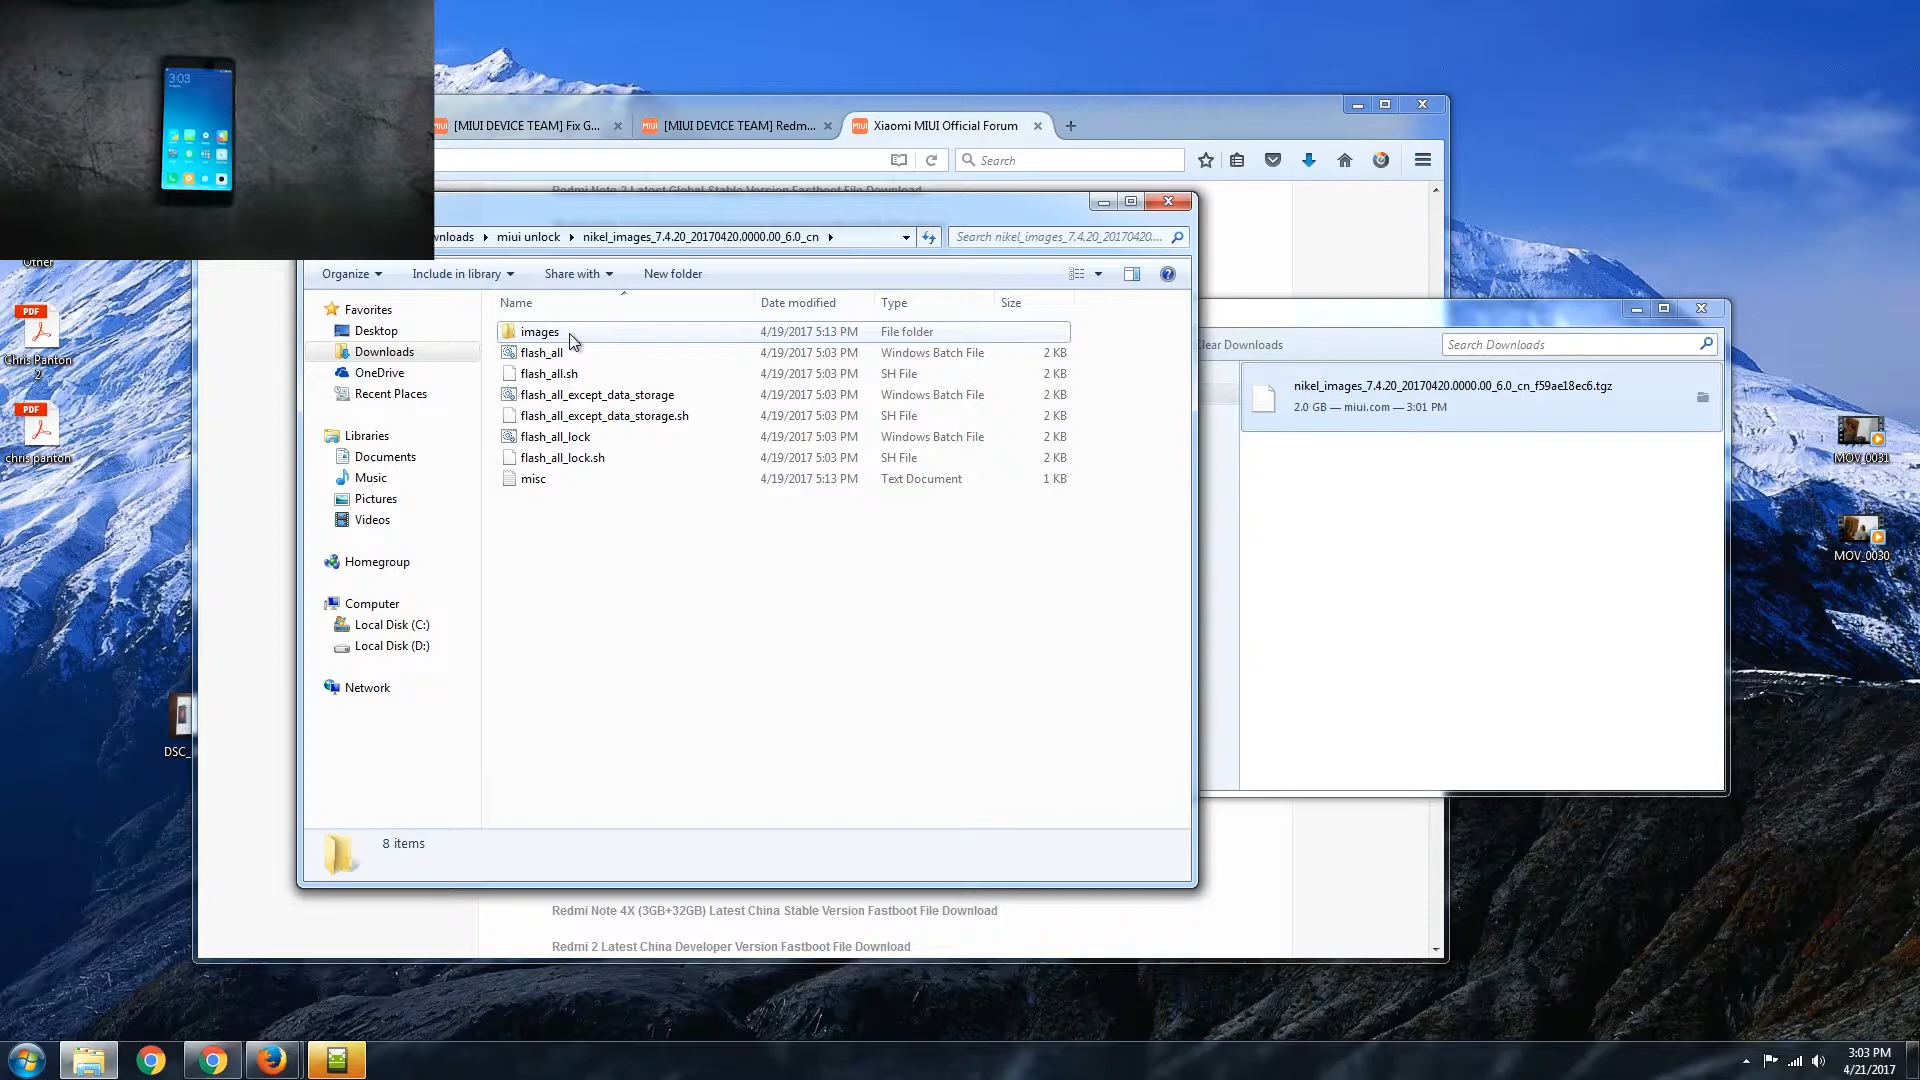 3:03
[MIUI DEVICE TEAM] Fix G...
[MIUI DEVICE TEAM] Redm...
Xiaomi MIUI Official Forum
Search
Redmi Note 2 Latest Global Stable Version Fastboot File Download
wnloads
miui unlock
nikel_images_7.4.20_20170420.0000.00_6.0_cn
Search nikel_images_7.4.20_20170420....
Organize
Include in library
Share with
New folder
Name
Date modified
Type
Size
images 4/19/2017 5:13 PM File folder
flash_all 4/19/2017 5:03 PM Windows Batch File 2 KB
flash_all.sh 4/19/2017 5:03 PM SH File 2 KB
flash_all_except_data_storage 4/19/2017 5:03 PM Windows Batch File 2 KB
flash_all_except_data_storage.sh 4/19/2017 5:03 PM SH File 2 KB
flash_all_lock 4/19/2017 5:03 PM Windows Batch File 2 KB
flash_all_lock.sh 4/19/2017 5:03 PM SH File 2 KB
misc 4/19/2017 5:13 PM Text Document 1 KB
Favorites
Desktop
Downloads
OneDrive
Recent Places
Libraries
Documents
Music
Pictures
Videos
Homegroup
Computer
Local Disk (C:)
Local Disk (D:)
Network
8 items
Clear Downloads
Search Downloads
nikel_images_7.4.20_20170420.0000.00_6.0_cn_f59ae18ec6.tgz
2.0 GB — miui.com — 3:01 PM
Redmi Note 4X (3GB+32GB) Latest China Stable Version Fastboot File Download
Redmi 2 Latest China Developer Version Fastboot File Download
Other
PDF
Chris Panton
2
PDF
chris panton
DSC_
MOV_0031
MOV_0030
3:03 PM
4/21/2017